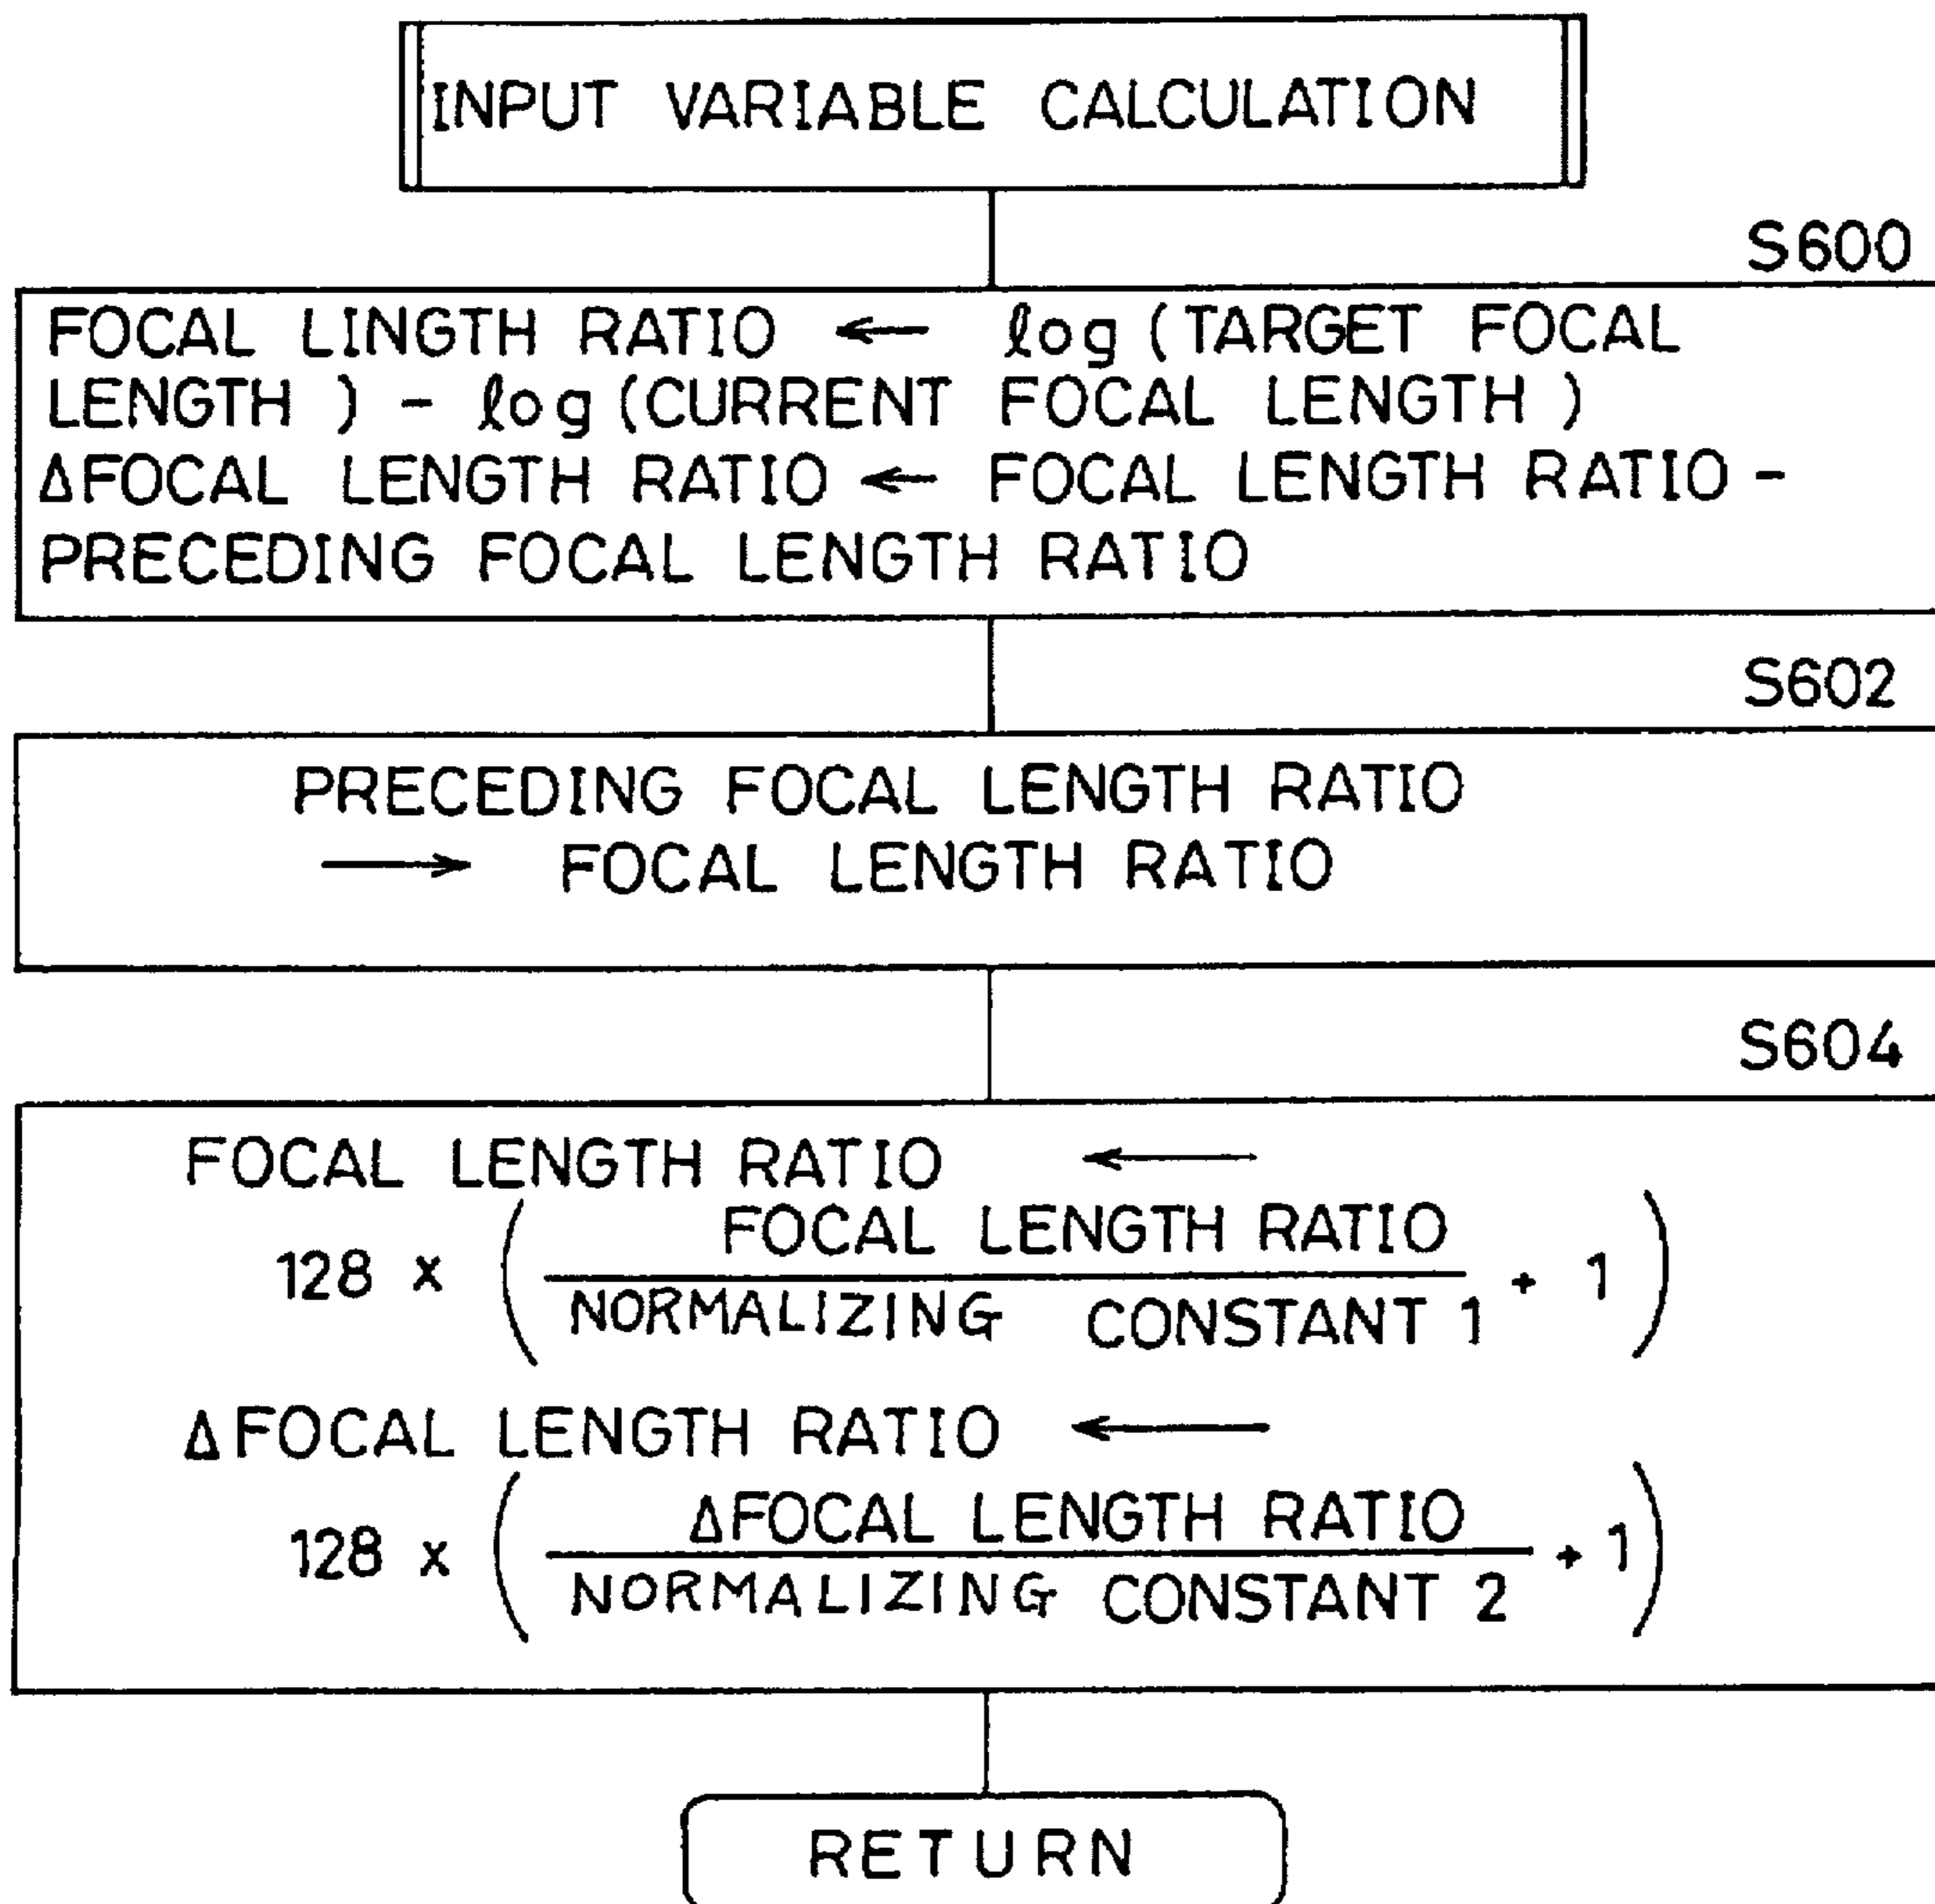 INPUT VARIABLE CALCULATION
S600
FOCAL LINGTH RATIO ← log (TARGET FOCAL
LENGTH ) - log (CURRENT FOCAL LENGTH )
ΔFOCAL LENGTH RATIO ← FOCAL LENGTH RATIO -
PRECEDING FOCAL LENGTH RATIO
S602
PRECEDING FOCAL LENGTH RATIO
→ FOCAL LENGTH RATIO
S604
FOCAL LENGTH RATIO ←
128 x ( FOCAL LENGTH RATIO
NORMALIZING CONSTANT 1 + 1 )
ΔFOCAL LENGTH RATIO ←
128 x ( ΔFOCAL LENGTH RATIO
NORMALIZING CONSTANT 2 + 1 )
RETURN